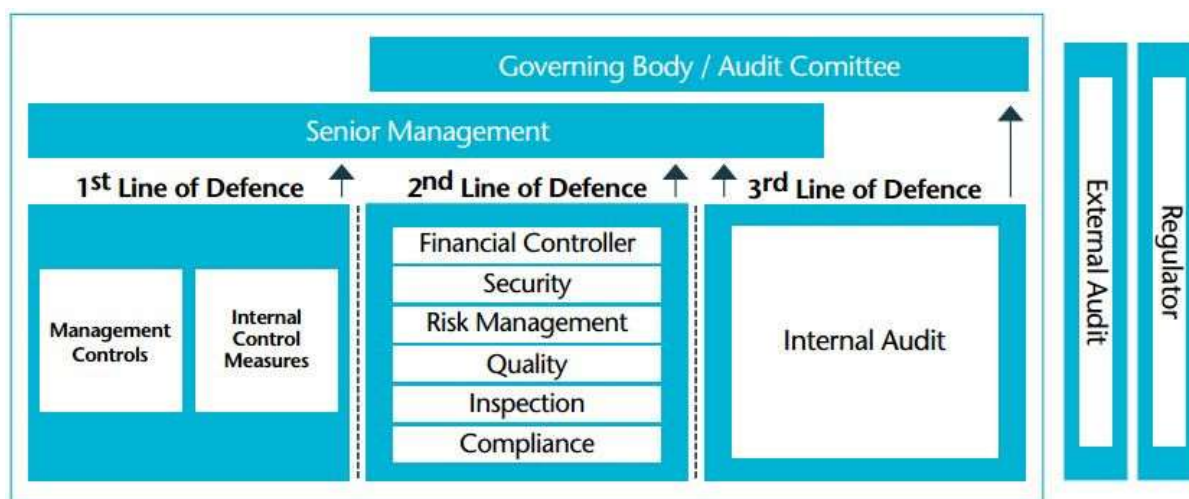 Governing Body / Audit Comittee
Senior Management
1st Line of Defence
2nd Line of Defence
3rd Line of Defence
Management
Controls
Internal
Control
Measures
Financial Controller
Security
Risk Management
Quality
Inspection
Compliance
Internal Audit
External Audit
Regulator